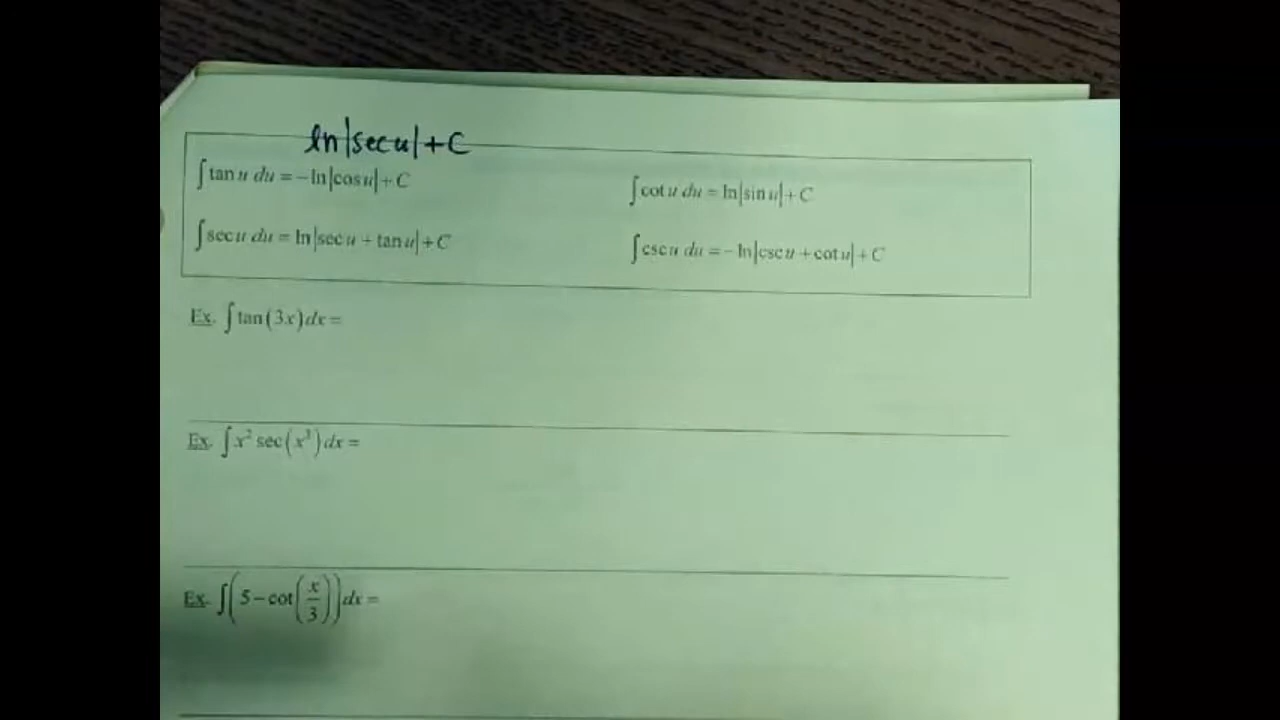 ln|sec u| + C
∫tan u du = −ln|cos u| + C
∫cot u du = ln|sin u| + C
∫sec u du = ln|sec u + tan u| + C
∫csc u du = −ln|csc u + cot u| + C
Ex. ∫tan(3x)dx =
Ex. ∫x² sec(x³)dx =
Ex. ∫(5 − cot(x/3))dx =